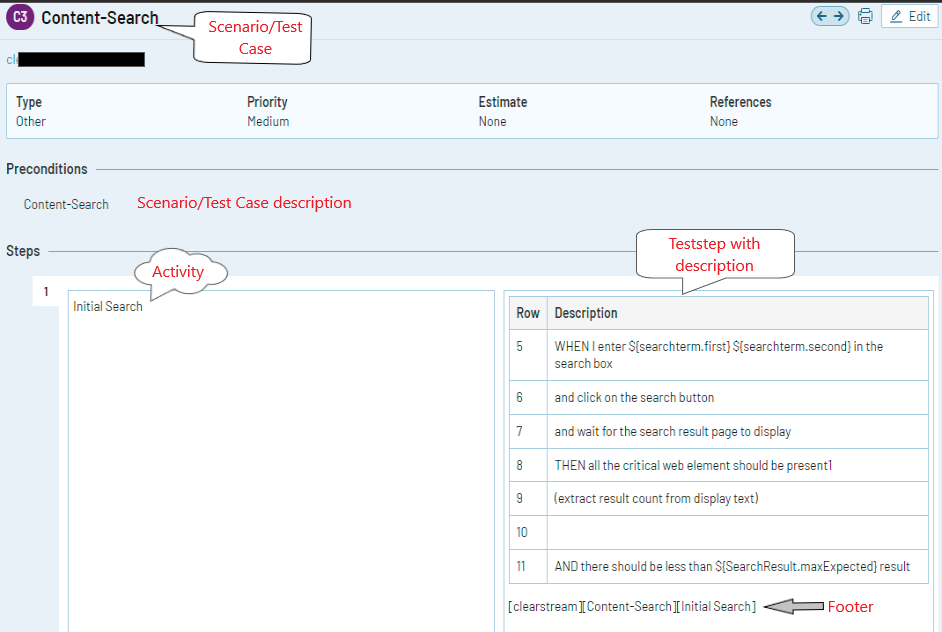 C3 Content-Search
Scenario/Test
Case
Edit
Type
Priority
Estimate
References
Other
Medium
None
None
Preconditions
Content-Search
Scenario/Test Case description
Steps
Teststep with
description
Activity
1
Initial Search
Row
Description
5
WHEN I enter ${searchterm.first} ${searchterm.second} in the
search box
6
and click on the search button
7
and wait for the search result page to display
8
THEN all the critical web element should be present1
9
(extract result count from display text)
10
11
AND there should be less than ${SearchResult.maxExpected} result
[clearstream][Content-Search][Initial Search]
Footer